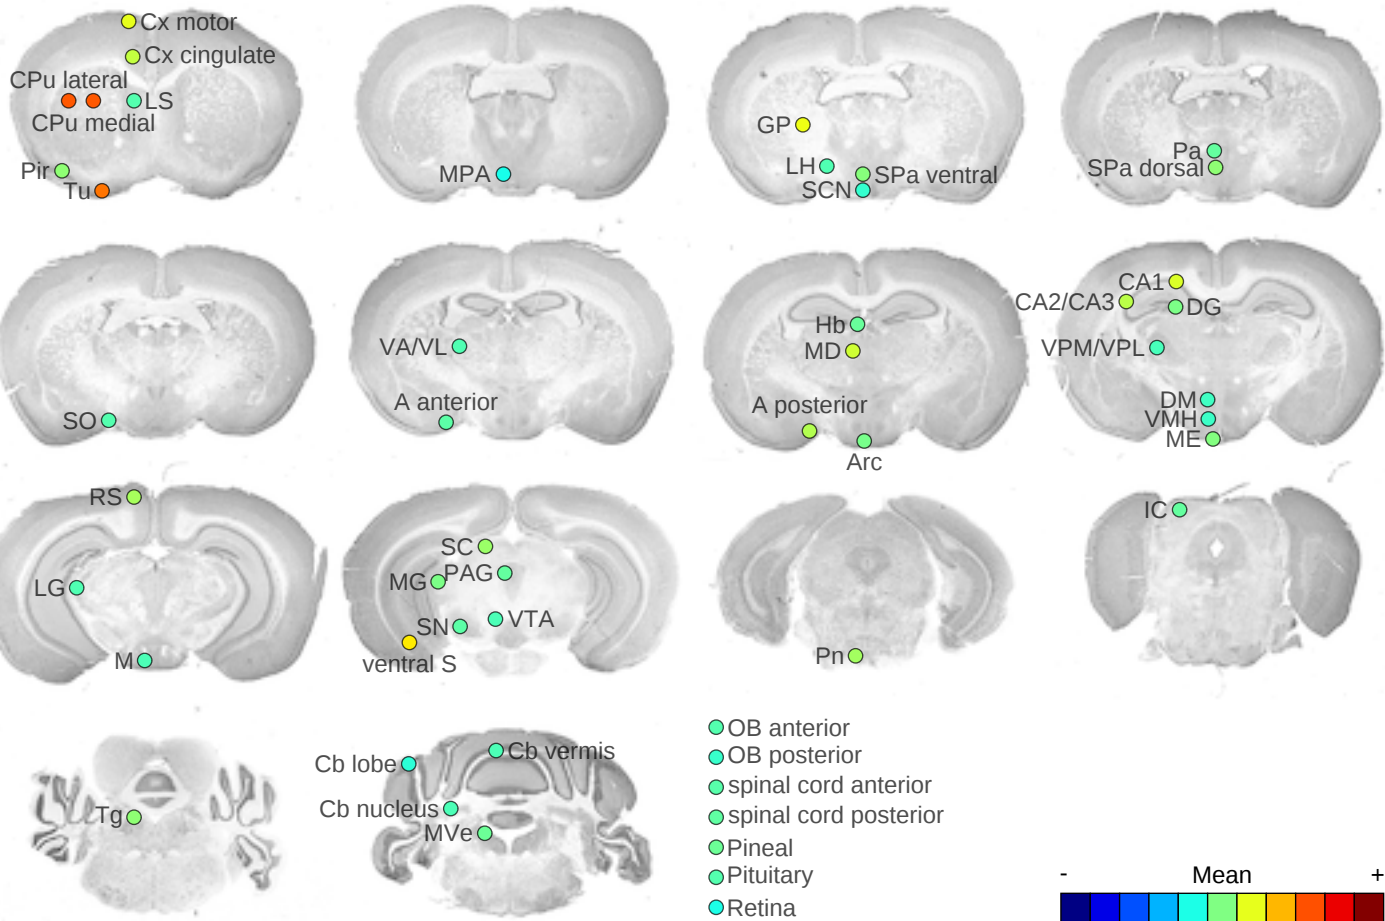 Cx motor
Cx cingulate
CPu lateral
LS
CPu medial
Pir
Tu
MPA
GP
LH
SPa ventral
SCN
Pa
SPa dorsal
SO
VA/VL
A anterior
Hb
MD
A posterior
Arc
CA1
CA2/CA3
DG
VPM/VPL
DM
VMH
ME
RS
LG
M
SC
PAG
MG
VTA
SN
ventral S
Pn
IC
Tg
Cb vermis
Cb lobe
Cb nucleus
MVe
OB anterior
OB posterior
spinal cord anterior
spinal cord posterior
Pineal
Pituitary
Retina
- Mean +